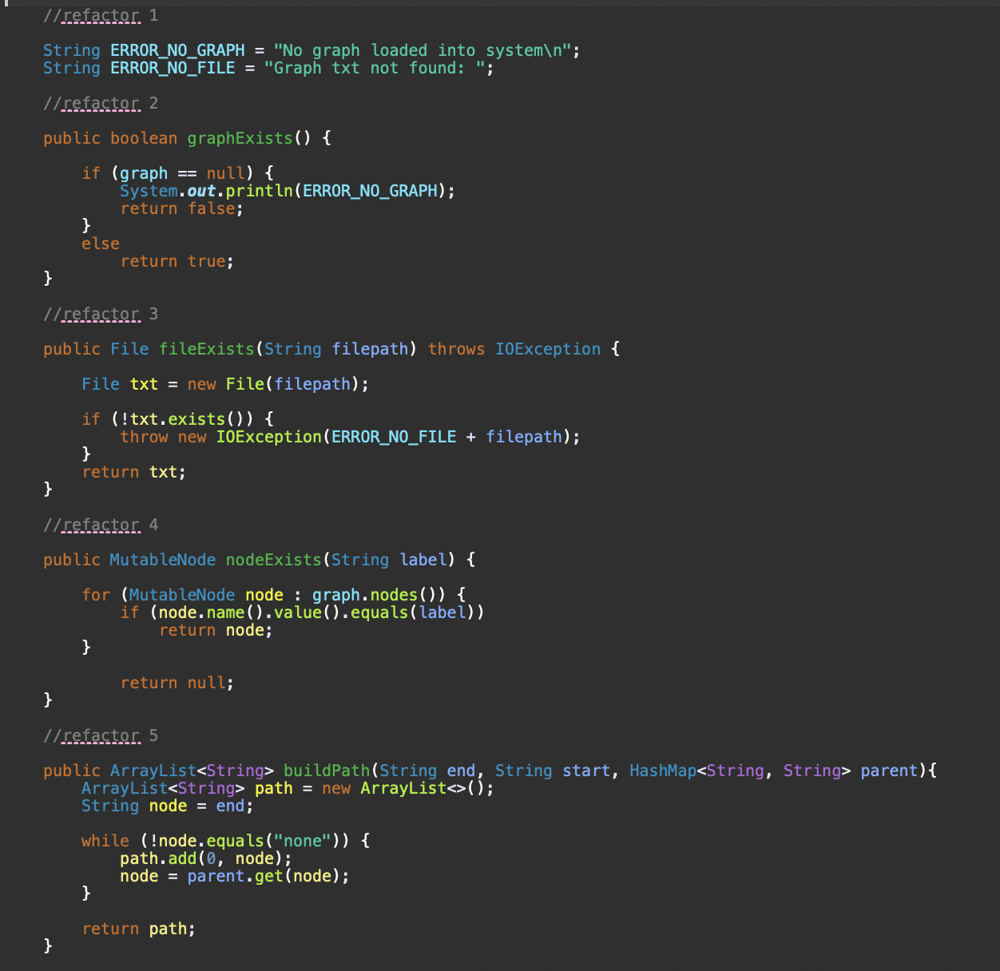 //refactor 1
String ERROR_NO_GRAPH = "No graph loaded into system\n";
String ERROR_NO_FILE = "Graph txt not found: ";
//refactor 2
public boolean graphExists() {
if (graph == null) {
System.out.println(ERROR_NO_GRAPH);
return false;
}
else
return true;
}
//refactor 3
public File fileExists(String filepath) throws IOException {
File txt = new File(filepath);
if (!txt.exists()) {
throw new IOException(ERROR_NO_FILE + filepath);
}
return txt;
}
//refactor 4
public MutableNode nodeExists(String label) {
for (MutableNode node : graph.nodes()) {
if (node.name().value().equals(label))
return node;
}
return null;
}
//refactor 5
public ArrayList<String> buildPath(String end, String start, HashMap<String, String> parent){
ArrayList<String> path = new ArrayList<>();
String node = end;
while (!node.equals("none")) {
path.add(0, node);
node = parent.get(node);
}
return path;
}